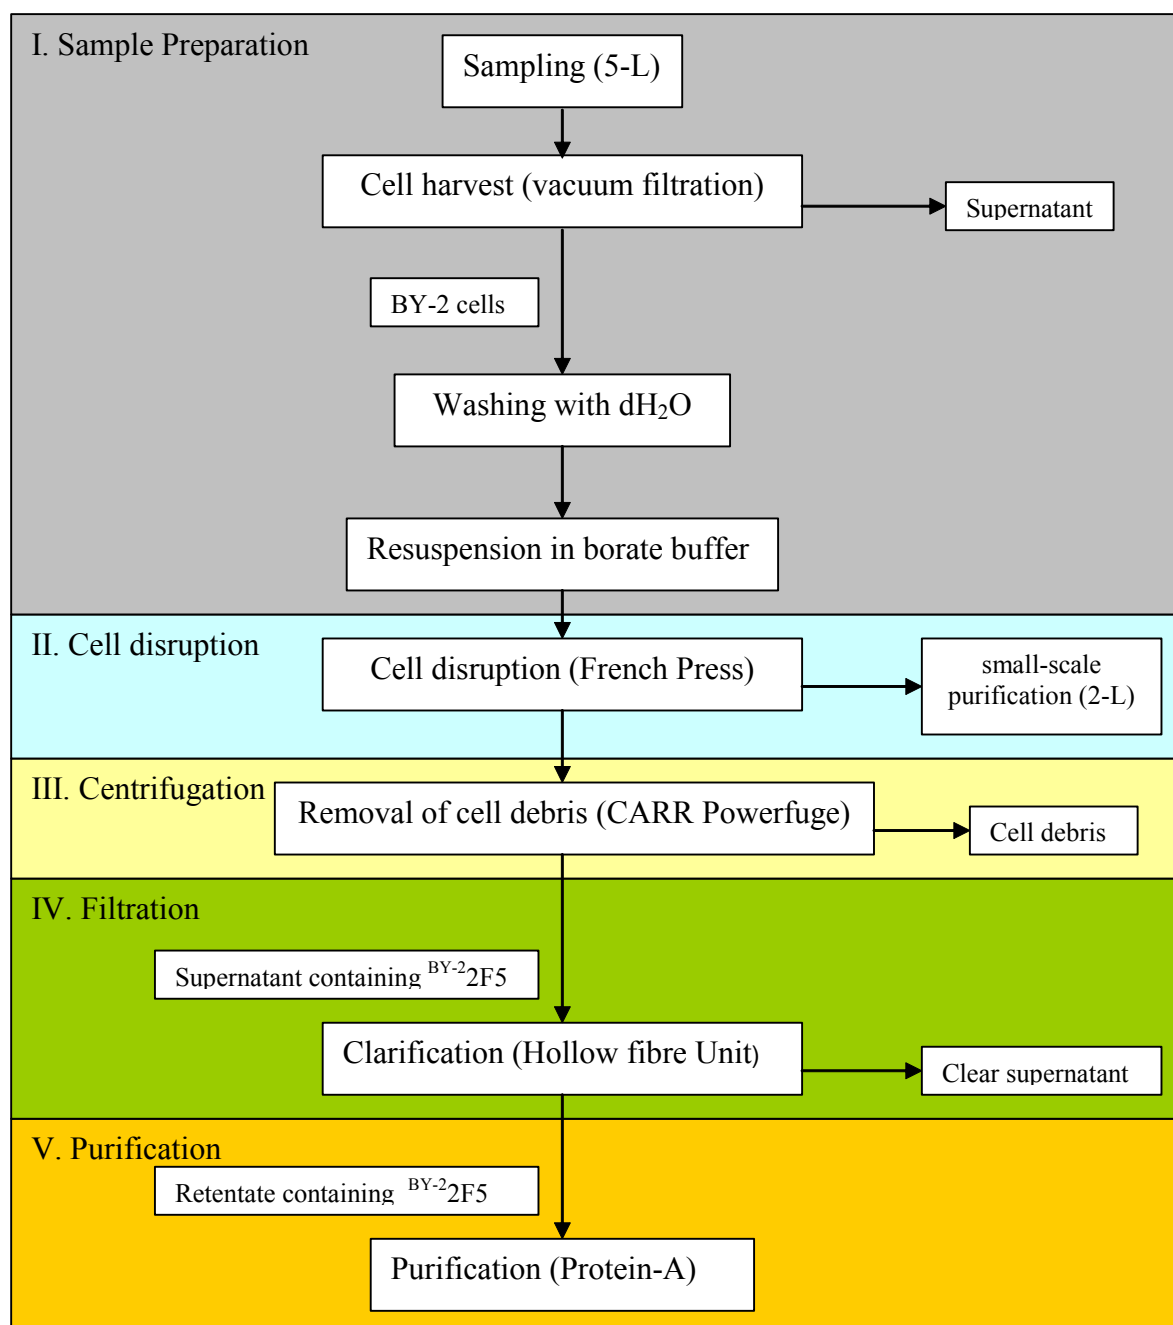 I. Sample Preparation
Sampling (5-L)
Cell harvest (vacuum filtration)
Supernatant
BY-2 cells
Washing with dH₂O
Resuspension in borate buffer
II. Cell disruption
Cell disruption (French Press)
small-scale
purification (2-L)
III. Centrifugation
Removal of cell debris (CARR Powerfuge)
Cell debris
IV. Filtration
Supernatant containing ᴮʸ⁻²2F5
Clarification (Hollow fibre Unit)
Clear supernatant
V. Purification
Retentate containing ᴮʸ⁻²2F5
Purification (Protein-A)